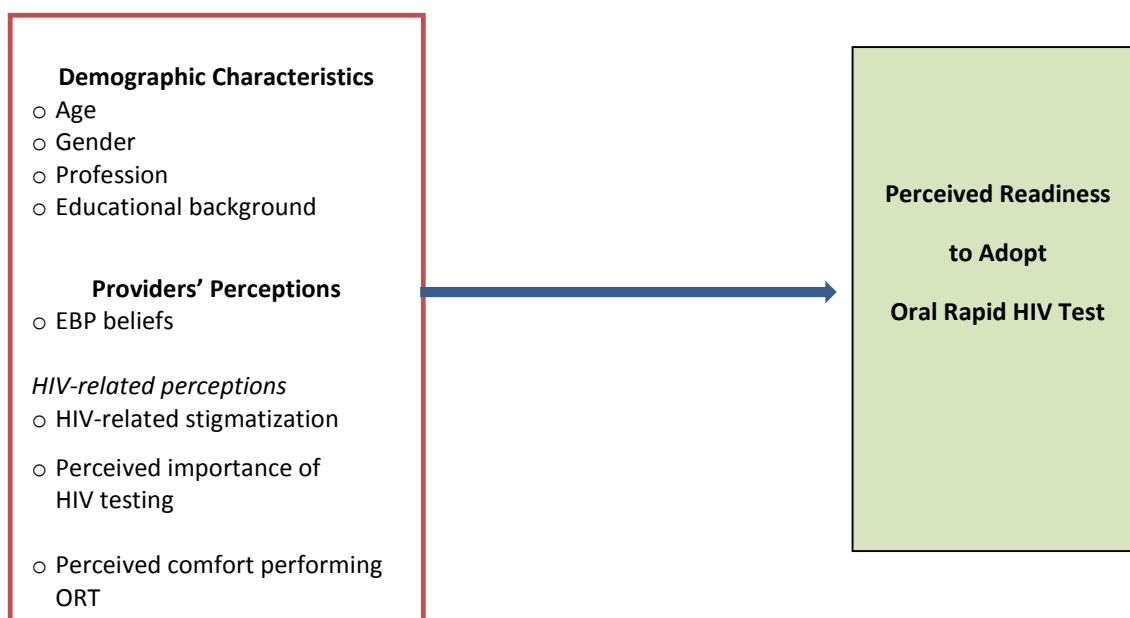 Demographic Characteristics
o Age
o Gender
o Profession
o Educational background
Providers’ Perceptions
o EBP beliefs
HIV-related perceptions
o HIV-related stigmatization
o Perceived importance of
HIV testing
o Perceived comfort performing
ORT
Perceived Readiness
to Adopt
Oral Rapid HIV Test